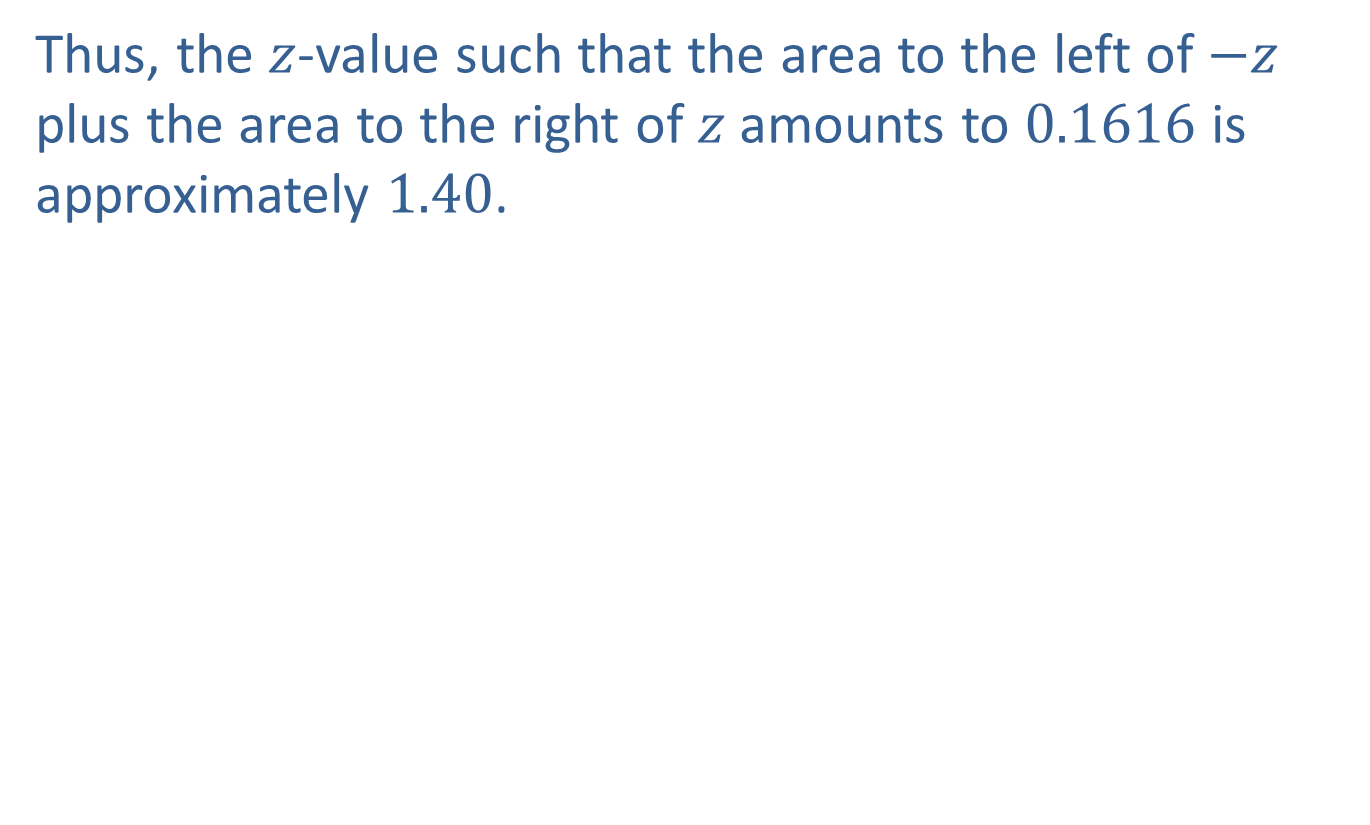 Thus, the z-value such that the area to the left of −z
plus the area to the right of z amounts to 0.1616 is
approximately 1.40.